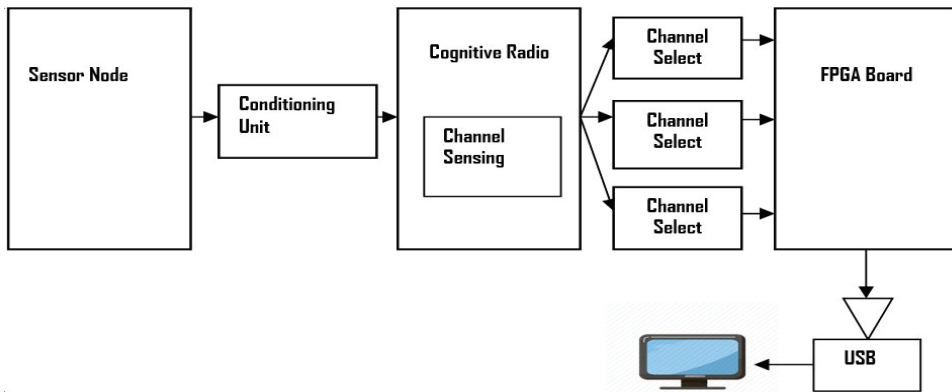 Sensor Node
Conditioning
Unit
Cognitive Radio
Channel
Sensing
Channel
Select
Channel
Select
Channel
Select
FPGA Board
USB